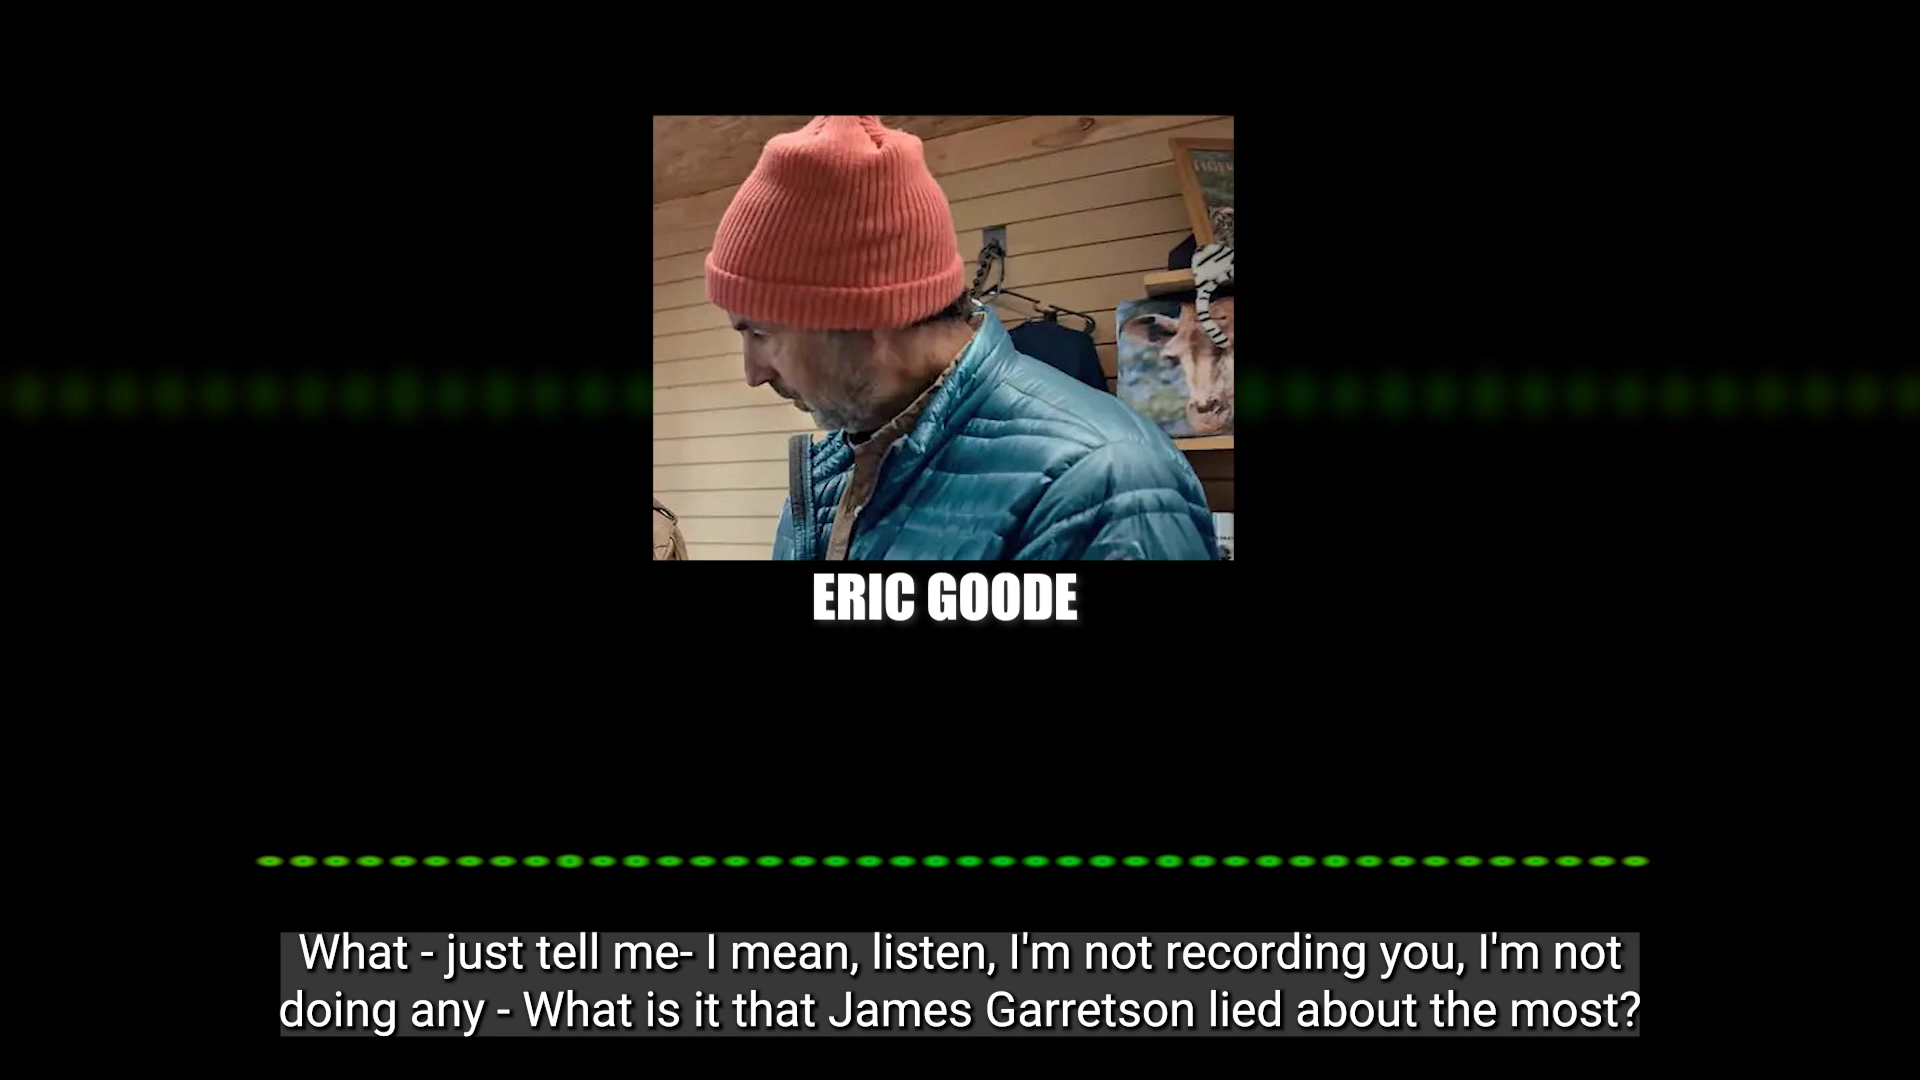 ERIC GOODE
What - just tell me- I mean, listen, I'm not recording you, I'm not
doing any - What is it that James Garretson lied about the most?